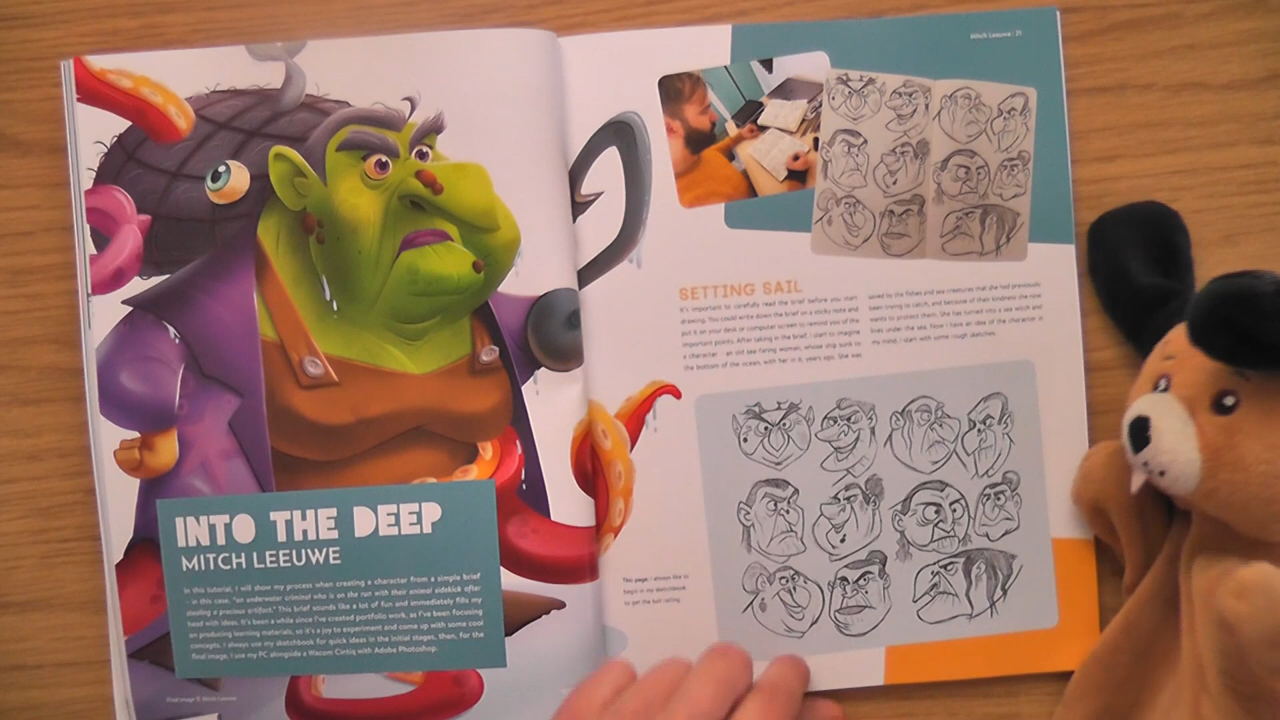 INTO THE DEEP
MITCH LEEUWE
In this tutorial, I will show my process when creating a character from a simple brief
- in this case, "an underwater criminal who is on the run with their animal sidekick after
stealing a precious artifact." This brief sounds like a lot of fun and immediately fills my
head with ideas. It's been a while since I've created portfolio work, as I've been focusing
on producing learning materials, so it's a joy to experiment and come up with some cool
concepts. I always use my sketchbook for quick ideas in the initial stages, then, for the
final image, I use my PC alongside a Wacom Cintiq with Adobe Photoshop.
Final image © Mitch Leeuwe
Mitch Leeuwe | 21
SETTING SAIL
It's important to carefully read the brief before you start
drawing. You could write down the brief on a sticky note and
put it on your desk or computer screen to remind you of the
important points. After taking in the brief, I start to imagine
a character - an old sea-faring woman, whose ship sunk to
the bottom of the ocean, with her in it, years ago. She was
saved by the fishes and sea creatures that she had previously
been trying to catch, and because of their kindness she now
wants to protect them. She has turned into a sea witch and
lives under the sea. Now I have an idea of the character in
my mind, I start with some rough sketches.
This page: I always like to
begin in my sketchbook
to get the ball rolling